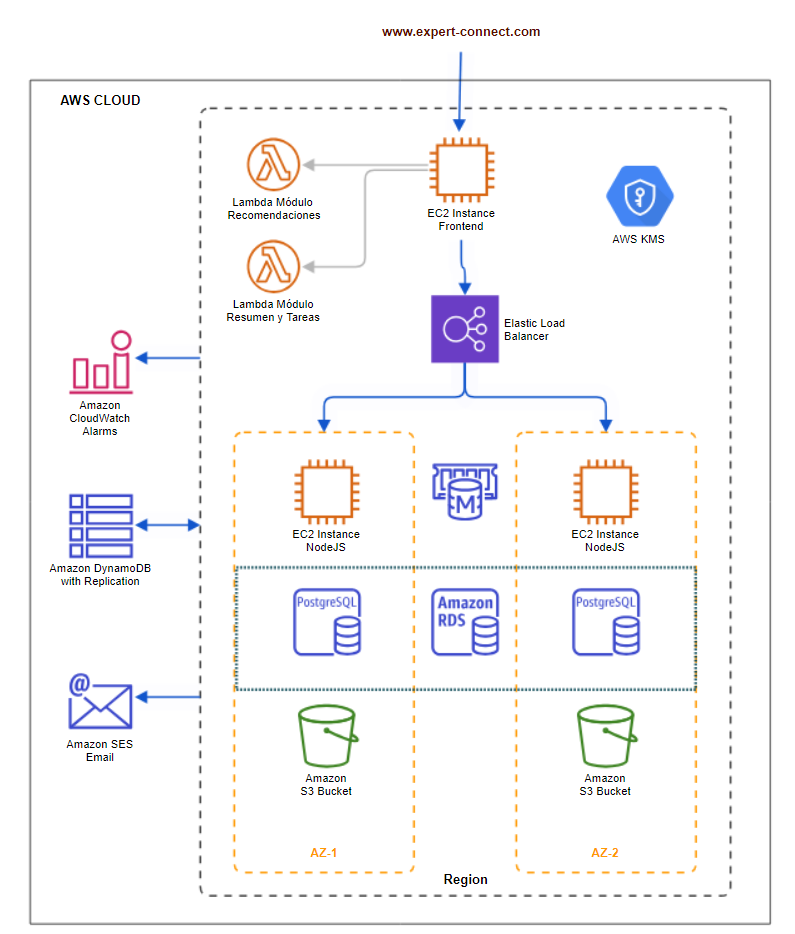 www.expert-connect.com
AWS CLOUD
Lambda Módulo
Recomendaciones
EC2 Instance
Frontend
AWS KMS
Lambda Módulo
Resumen y Tareas
Elastic Load
Balancer
Amazon
CloudWatch
Alarms
M
EC2 Instance
NodeJS
EC2 Instance
NodeJS
Amazon DynamoDB
with Replication
PostgreSQL
Amazon
RDS
PostgreSQL
@
Amazon SES
Email
Amazon
S3 Bucket
Amazon
S3 Bucket
AZ-1
AZ-2
Region